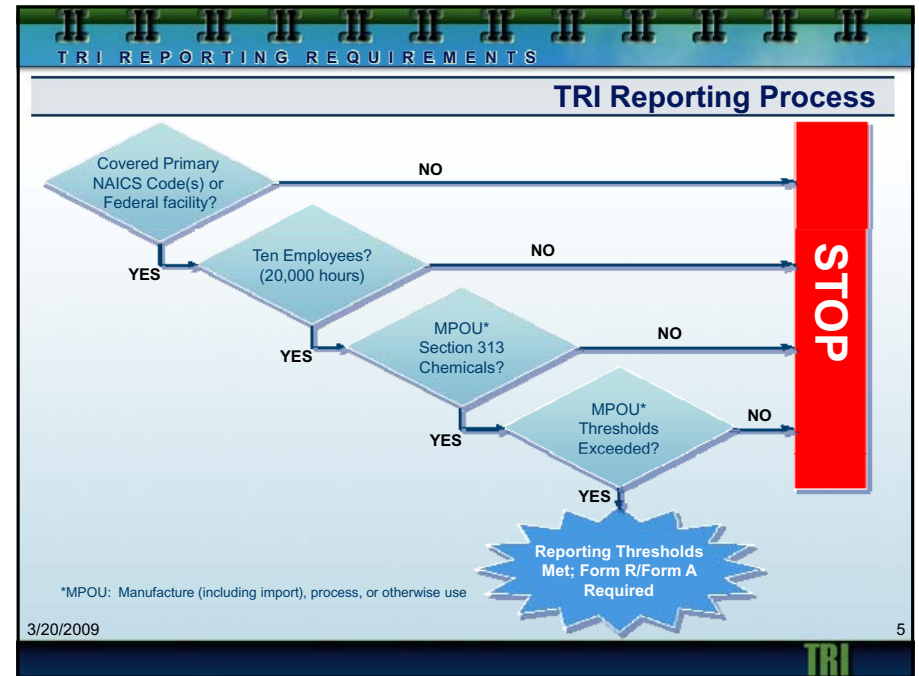 TRI REPORTING REQUIREMENTS
TRI Reporting Process
Covered Primary
NAICS Code(s) or
Federal facility?
NO
YES
Ten Employees?
(20,000 hours)
NO
YES
MPOU*
Section 313
Chemicals?
NO
YES
MPOU*
Thresholds
Exceeded?
NO
YES
STOP
Reporting Thresholds
Met; Form R/Form A
Required
*MPOU: Manufacture (including import), process, or otherwise use
3/20/2009
5
TRI